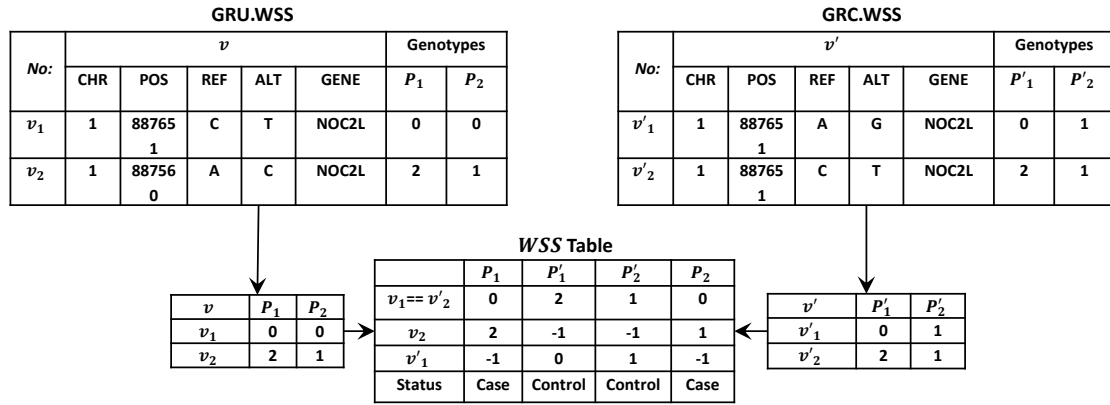 GRU.WSS
No: v Genotypes
CHR POS REF ALT GENE P₁ P₂
v₁ 1 88765 C T NOC2L 0 0
1
v₂ 1 88756 A C NOC2L 2 1
0
GRC.WSS
No: v′ Genotypes
CHR POS REF ALT GENE P′₁ P′₂
v′₁ 1 88765 A G NOC2L 0 1
1
v′₂ 1 88765 C T NOC2L 2 1
1
v P₁ P₂
v₁ 0 0
v₂ 2 1
WSS Table
P₁ P′₁ P′₂ P₂
v₁== v′₂ 0 2 1 0
v₂ 2 -1 -1 1
v′₁ -1 0 1 -1
Status Case Control Control Case
v′ P′₁ P′₂
v′₁ 0 1
v′₂ 2 1